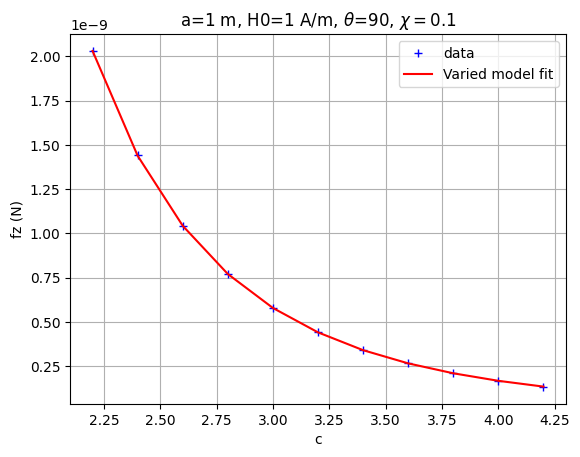 a=1 m, H0=1 A/m, θ=90, χ = 0.1
1e−9
2.00
1.75
1.50
1.25
1.00
0.75
0.50
0.25
fz (N)
data
Varied model fit
2.25 2.50 2.75 3.00 3.25 3.50 3.75 4.00 4.25
c